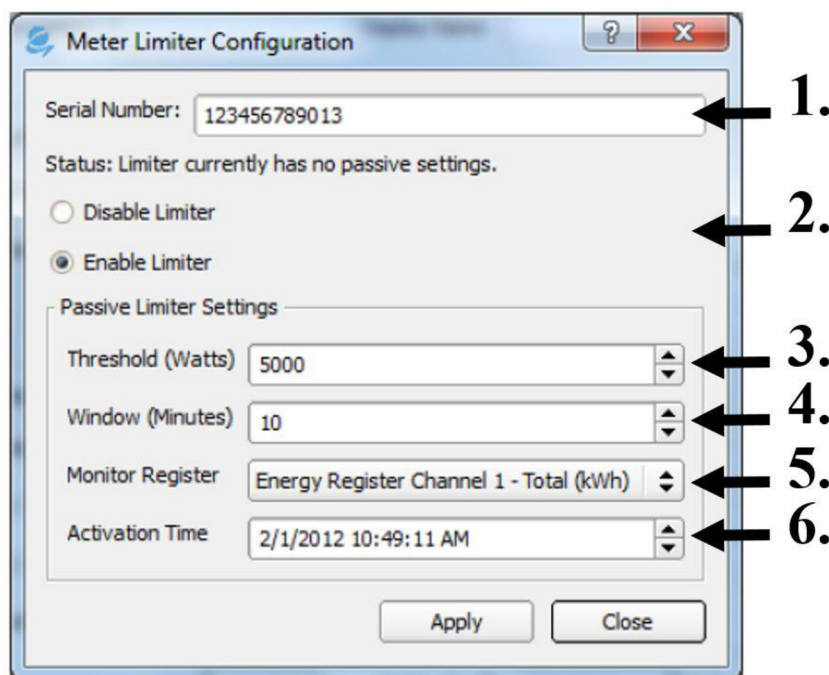 Meter Limiter Configuration
Serial Number: 123456789013 1.
Status: Limiter currently has no passive settings.
Disable Limiter 2.
Enable Limiter
Passive Limiter Settings
Threshold (Watts) 5000 3.
Window (Minutes) 10 4.
Monitor Register Energy Register Channel 1 - Total (kWh) 5.
Activation Time 2/1/2012 10:49:11 AM 6.
Apply Close